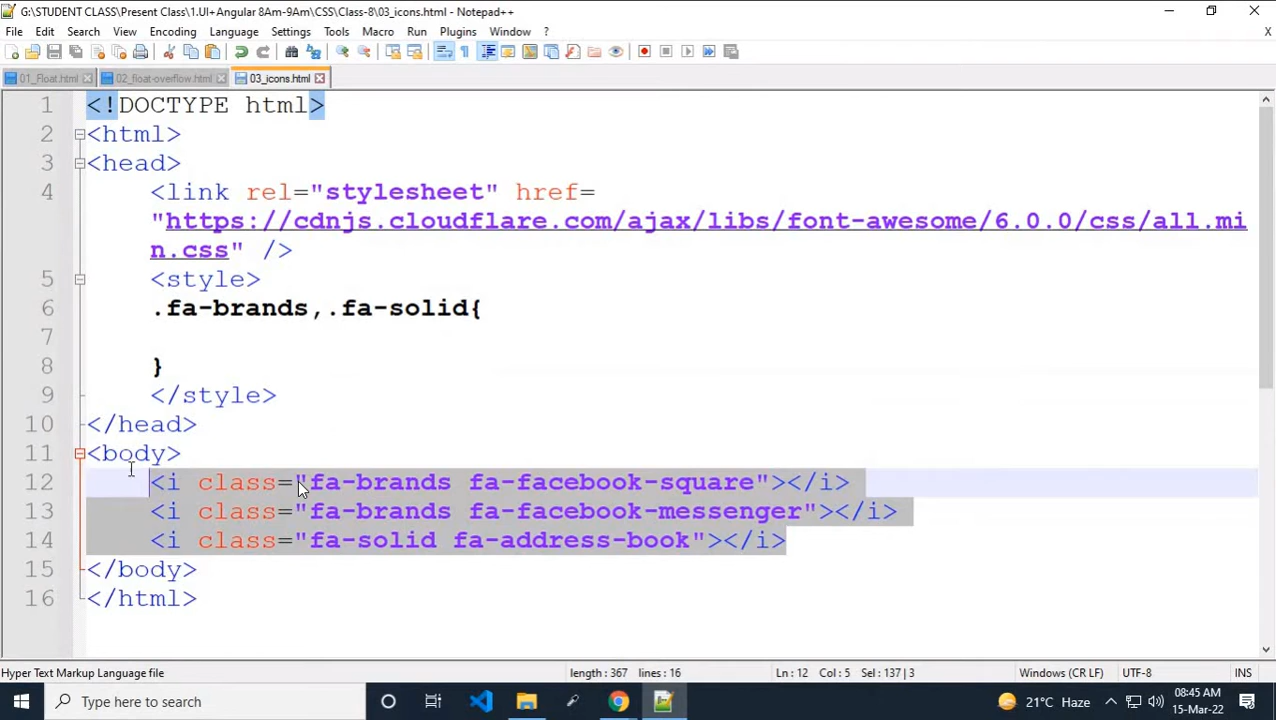 G:\STUDENT CLASS\Present Class\1.UI+Angular 8Am-9Am\CSS\Class-8\03_icons.html - Notepad++
File Edit Search View Encoding Language Settings Tools Macro Run Plugins Window ? X
01_Float.html 02_float-overflow.html 03_icons.html
1 <!DOCTYPE html>
2 <html>
3 <head>
4 <link rel="stylesheet" href=
"https://cdnjs.cloudflare.com/ajax/libs/font-awesome/6.0.0/css/all.mi
n.css" />
5 <style>
6 .fa-brands,.fa-solid{
7
8 }
9 </style>
10 </head>
11 <body>
12 <i class="fa-brands fa-facebook-square"></i>
13 <i class="fa-brands fa-facebook-messenger"></i>
14 <i class="fa-solid fa-address-book"></i>
15 </body>
16 </html>
Hyper Text Markup Language file length : 367 lines : 16 Ln : 12 Col : 5 Sel : 137 | 3 Windows (CR LF) UTF-8 INS
Type here to search 21°C Haze 08:45 AM
15-Mar-22